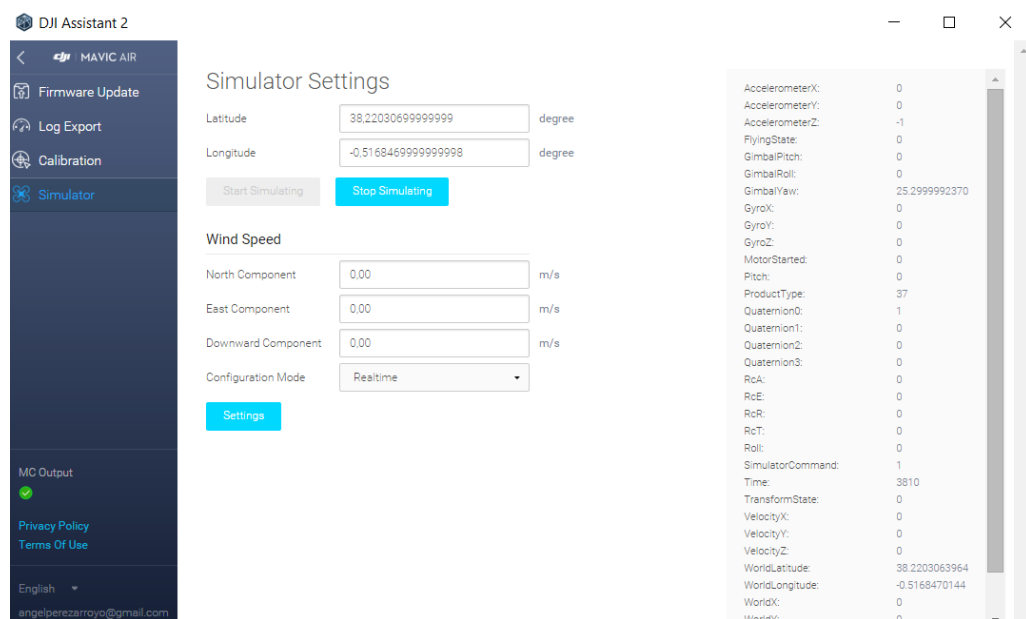 DJI Assistant 2
dji MAVIC AIR
Firmware Update
Log Export
Calibration
Simulator
MC Output
Privacy Policy
Terms Of Use
English
angelperezarroyo@gmail.com
Simulator Settings
Latitude 38,22030699999999 degree
Longitude -0,5168469999999998 degree
Start Simulating Stop Simulating
Wind Speed
North Component 0,00 m/s
East Component 0,00 m/s
Downward Component 0,00 m/s
Configuration Mode Realtime
Settings
AccelerometerX: 0
AccelerometerY: 0
AccelerometerZ: -1
FlyingState: 0
GimbalPitch: 0
GimbalRoll: 0
GimbalYaw: 25.2999992370
GyroX: 0
GyroY: 0
GyroZ: 0
MotorStarted: 0
Pitch: 0
ProductType: 37
Quaternion0: 1
Quaternion1: 0
Quaternion2: 0
Quaternion3: 0
RcA: 0
RcE: 0
RcR: 0
RcT: 0
Roll: 0
SimulatorCommand: 1
Time: 3810
TransformState: 0
VelocityX: 0
VelocityY: 0
VelocityZ: 0
WorldLatitude: 38.2203063964
WorldLongitude: -0.5168470144
WorldX: 0
WorldY: 0